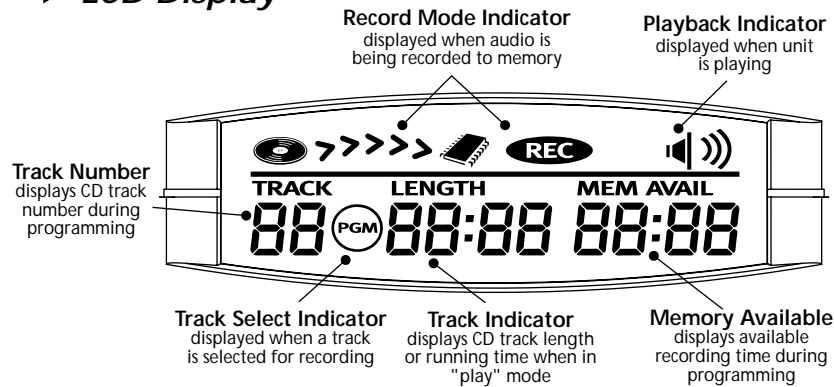 LCD Display
Record Mode Indicator
displayed when audio is
being recorded to memory
Playback Indicator
displayed when unit
is playing
REC
Track Number
displays CD track
number during
programming
TRACK LENGTH MEM AVAIL
88 PGM 88:88 88:88
Track Select Indicator
displayed when a track
is selected for recording
Track Indicator
displays CD track length
or running time when in
"play" mode
Memory Available
displays available
recording time during
programming